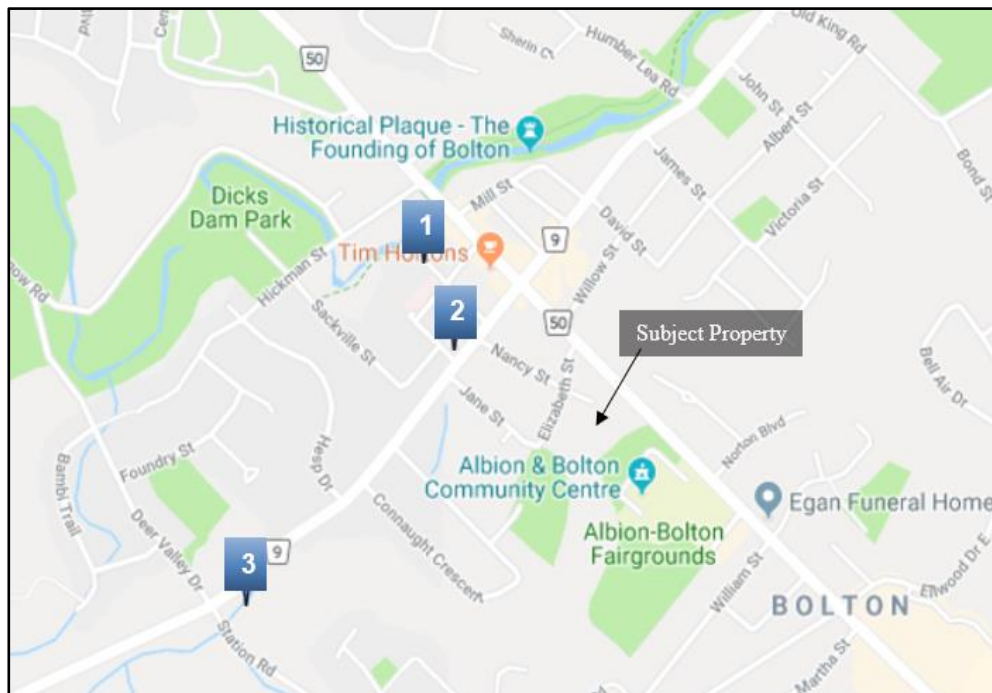 50
Sherin C
Humber Lea Rd
Old King Rd
John St
Albert St
Bond St
Historical Plaque - The
Founding of Bolton
Mill St
James St
Victoria St
Dicks
Dam Park
1
Tim Hortons
9
David St
Willow St
Hickman St
2
50
Subject Property
Sackville St
Nancy St
Elizabeth St
Jane St
Bell Air Dr
Norton Blvd
Foundry St
Hesp Dr
Albion & Bolton
Community Centre
Egan Funeral Home
Bambi Trail
Deer Valley Dr
Connaught Crescent
Albion-Bolton
Fairgrounds
9
3
William St
Ellwood Dr E
BOLTON
Station Rd
Martha St